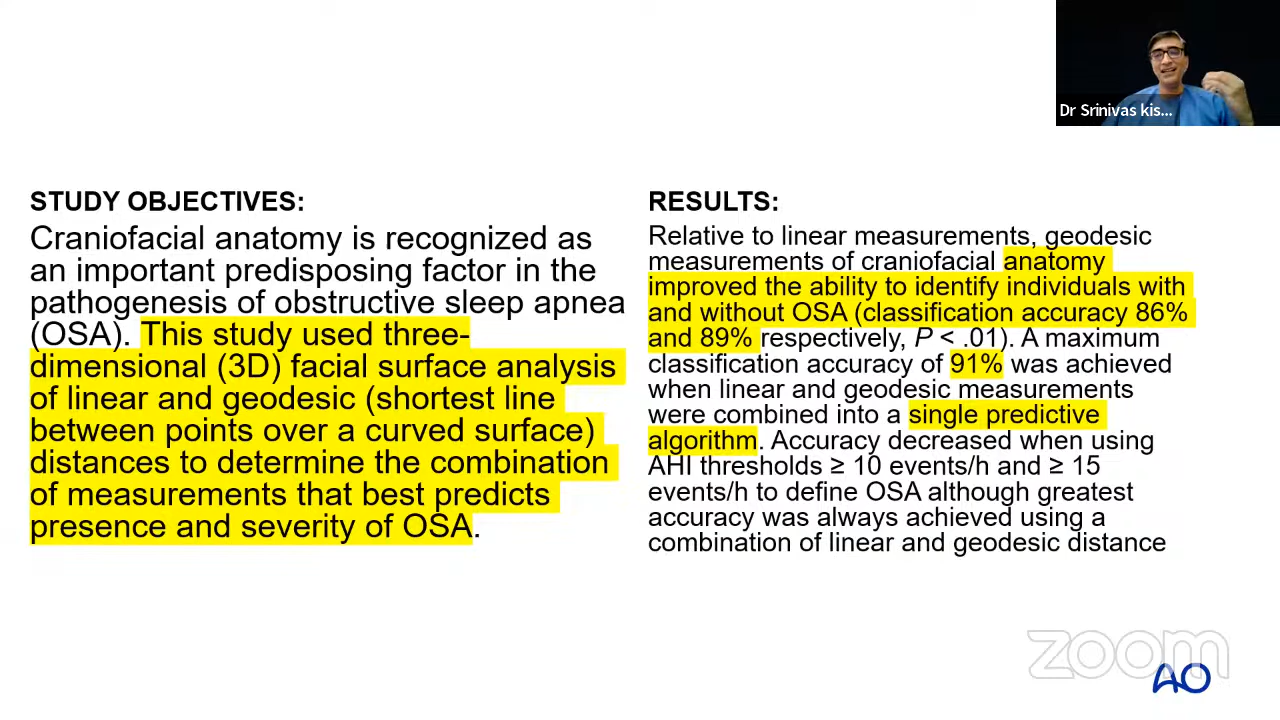 Dr Srinivas kis...
STUDY OBJECTIVES:
Craniofacial anatomy is recognized as
an important predisposing factor in the
pathogenesis of obstructive sleep apnea
(OSA). This study used three-
dimensional (3D) facial surface analysis
of linear and geodesic (shortest line
between points over a curved surface)
distances to determine the combination
of measurements that best predicts
presence and severity of OSA.
RESULTS:
Relative to linear measurements, geodesic
measurements of craniofacial anatomy
improved the ability to identify individuals with
and without OSA (classification accuracy 86%
and 89% respectively, P < .01). A maximum
classification accuracy of 91% was achieved
when linear and geodesic measurements
were combined into a single predictive
algorithm. Accuracy decreased when using
AHI thresholds ≥ 10 events/h and ≥ 15
events/h to define OSA although greatest
accuracy was always achieved using a
combination of linear and geodesic distance
zoom
AO